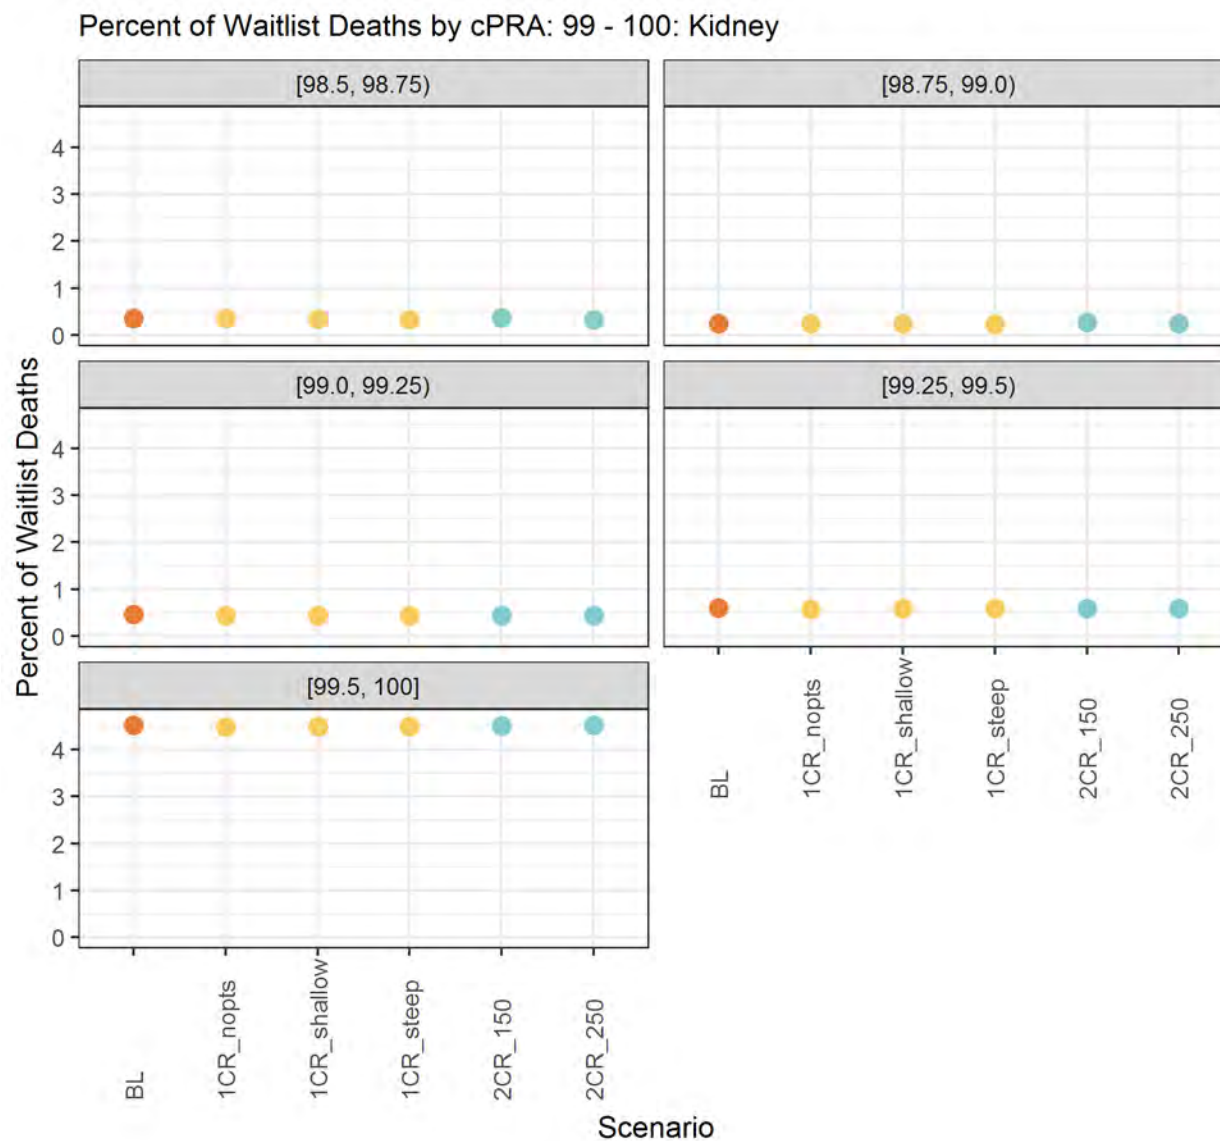 Percent of Waitlist Deaths by cPRA: 99 - 100: Kidney
[98.5, 98.75)
[98.75, 99.0)
4
3
2
1
0
[99.0, 99.25)
[99.25, 99.5)
4
3
2
1
0
[99.5, 100]
4
3
2
1
0
Percent of Waitlist Deaths
BL
1CR_nopts
1CR_shallow
1CR_steep
2CR_150
2CR_250
BL
1CR_nopts
1CR_shallow
1CR_steep
2CR_150
2CR_250
Scenario